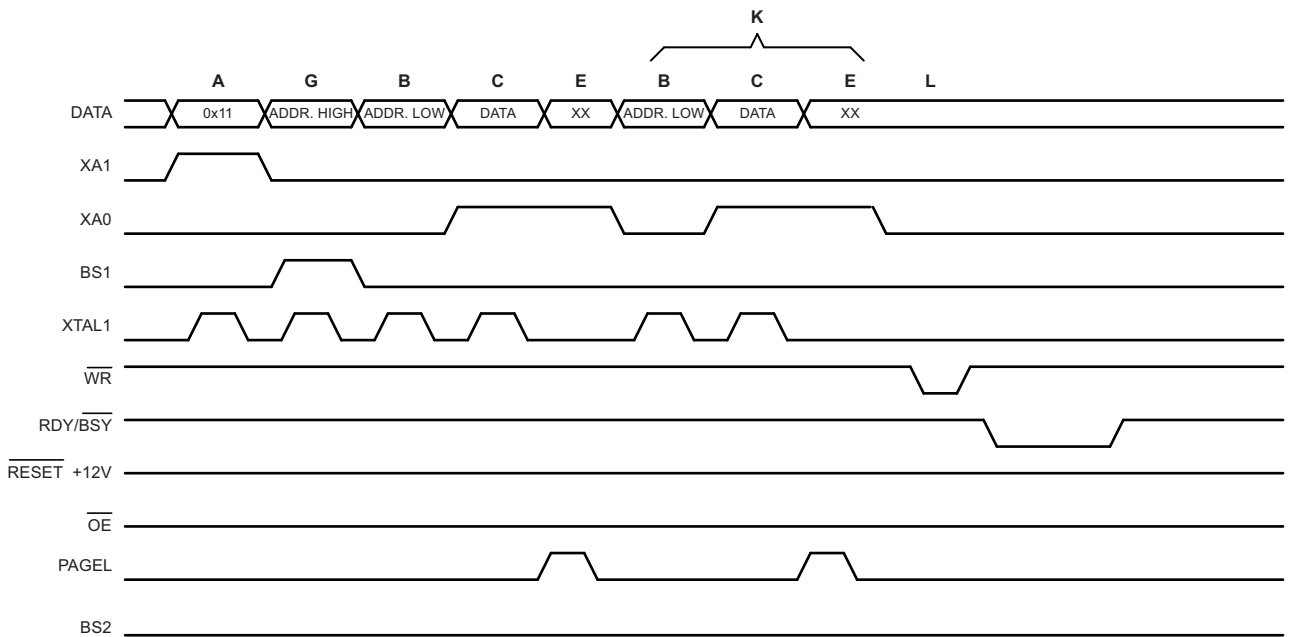 K
A G B C E B C E L
DATA 0x11 ADDR. HIGH ADDR. LOW DATA XX ADDR. LOW DATA XX
XA1
XA0
BS1
XTAL1
WR
RDY/BSY
RESET +12V
OE
PAGEL
BS2